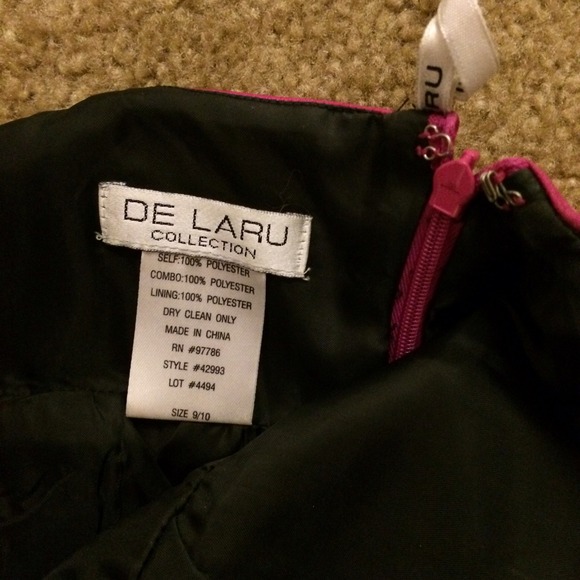 RU
DE LARU
COLLECTION
SELF:100% POLYESTER
COMBO:100% POLYESTER
LINING:100% POLYESTER
DRY CLEAN ONLY
MADE IN CHINA
RN #97786
STYLE #42993
LOT #4494
SIZE 9/10